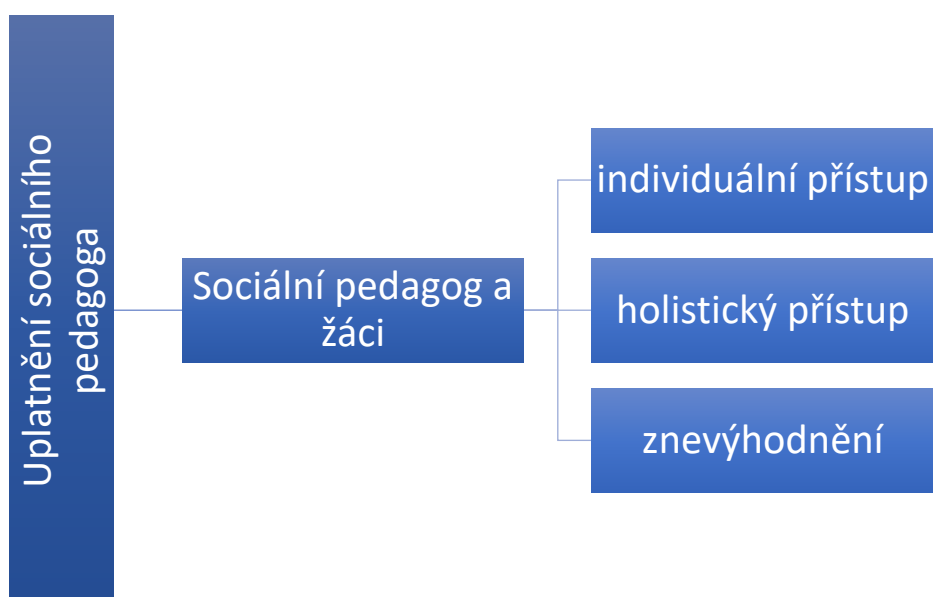 Uplatnění sociálního
pedagoga
Sociální pedagog a
žáci
individuální přístup
holistický přístup
znevýhodnění